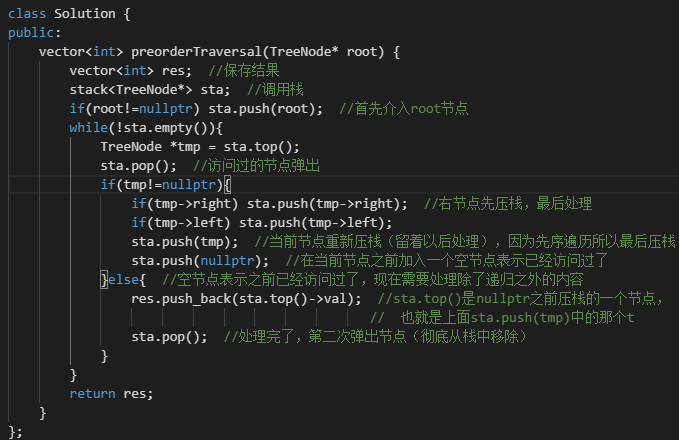 class Solution {
public:
    vector<int> preorderTraversal(TreeNode* root) {
        vector<int> res;  //保存结果
        stack<TreeNode*> sta;  //调用栈
        if(root!=nullptr) sta.push(root);  //首先介入root节点
        while(!sta.empty()){
            TreeNode *tmp = sta.top();
            sta.pop();  //访问过的节点弹出
            if(tmp!=nullptr){
                if(tmp->right) sta.push(tmp->right);  //右节点先压栈，最后处理
                if(tmp->left) sta.push(tmp->left);
                sta.push(tmp);  //当前节点重新压栈（留着以后处理），因为先序遍历所以最后压栈
                sta.push(nullptr);  //在当前节点之前加入一个空节点表示已经访问过了
            }else{  //空节点表示之前已经访问过了，现在需要处理除了递归之外的内容
                res.push_back(sta.top()->val);  //sta.top()是nullptr之前压栈的一个节点，
                                                //  也就是上面sta.push(tmp)中的那个t
                sta.pop();  //处理完了，第二次弹出节点（彻底从栈中移除）
            }
        }
        return res;
    }
};